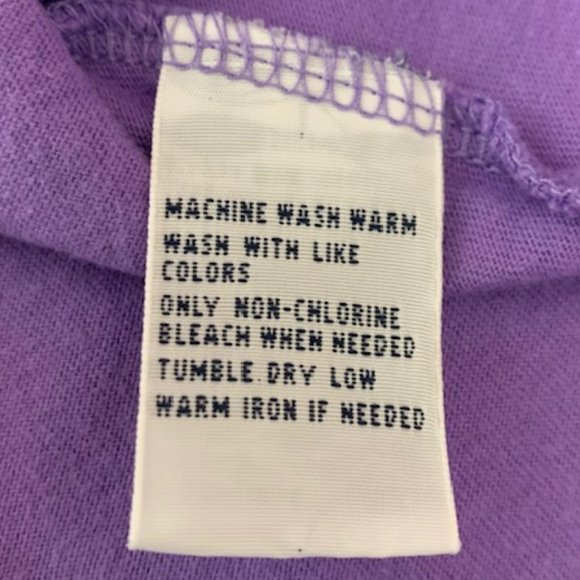 MACHINE WASH WARM
WASH WITH LIKE
COLORS
ONLY NON-CHLORINE
BLEACH WHEN NEEDED
TUMBLE DRY LOW
WARM IRON IF NEEDED